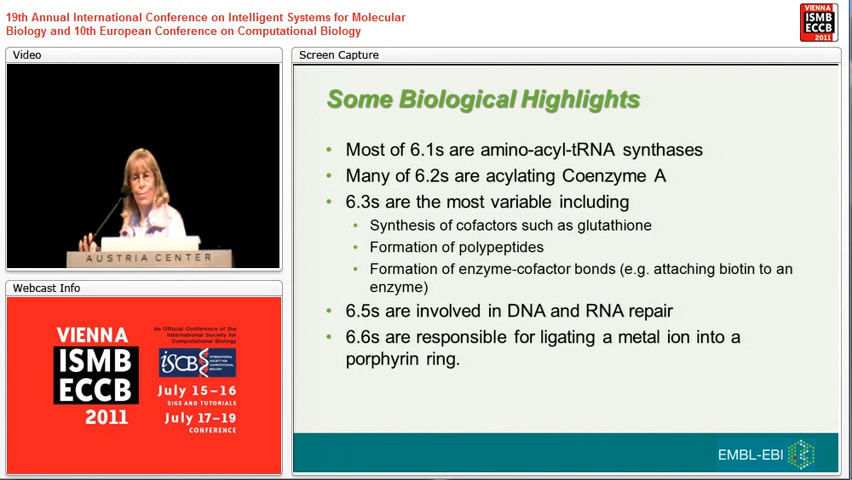 19th Annual International Conference on Intelligent Systems for Molecular
Biology and 10th European Conference on Computational Biology
VIENNA
ISMB
ECCB
2011
Video
AUSTRIA CENTER
Webcast Info
VIENNA
ISMB
ECCB
2011
An Official Conference of the
International Society for
Computational Biology
iSCB
INTERNATIONAL
SOCIETY FOR
COMPUTATIONAL
BIOLOGY
July 15–16
SIGS AND TUTORIALS
July 17–19
CONFERENCE
Screen Capture
Some Biological Highlights
• Most of 6.1s are amino-acyl-tRNA synthases
• Many of 6.2s are acylating Coenzyme A
• 6.3s are the most variable including
• Synthesis of cofactors such as glutathione
• Formation of polypeptides
• Formation of enzyme-cofactor bonds (e.g. attaching biotin to an
enzyme)
• 6.5s are involved in DNA and RNA repair
• 6.6s are responsible for ligating a metal ion into a
porphyrin ring.
EMBL-EBI